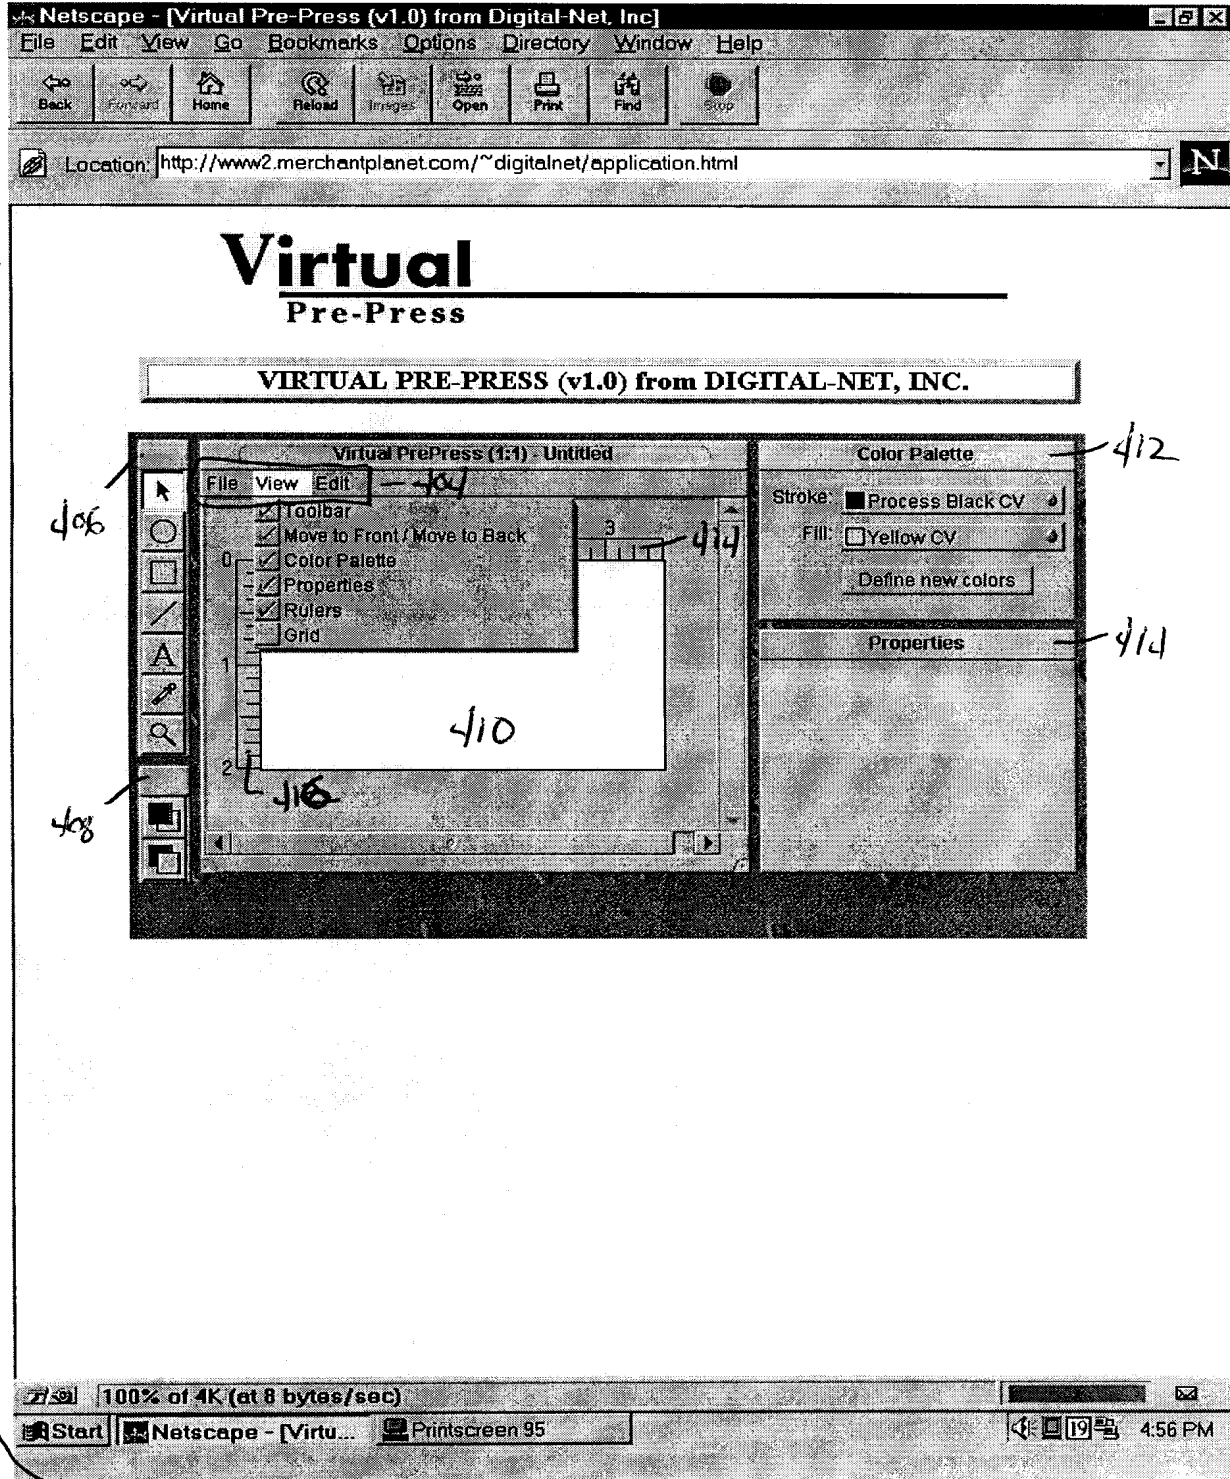 Netscape - [Virtual Pre-Press (v1.0) from Digital-Net, Inc]
File Edit View Go Bookmarks Options Directory Window Help
Back Forward Home Reload Images Open Print Find Stop
Location: http://www2.merchantplanet.com/~digitalnet/application.html
N
Virtual
Pre-Press
VIRTUAL PRE-PRESS (v1.0) from DIGITAL-NET, INC.
Virtual PrePress (1:1) - Untitled
Color Palette
412
File View Edit
404
406
Toolbar
Move to Front / Move to Back
Color Palette
Properties
Rulers
Grid
3
414
0
1
2
Stroke: Process Black CV
Fill: Yellow CV
Define new colors
Properties
414
A
410
416
408
100% of 4K (at 8 bytes/sec)
Start Netscape - [Virtu... Printscreen 95 19 4:56 PM